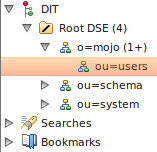 DIT
Root DSE (4)
o=mojo (1+)
ou=users
ou=schema
ou=system
Searches
Bookmarks